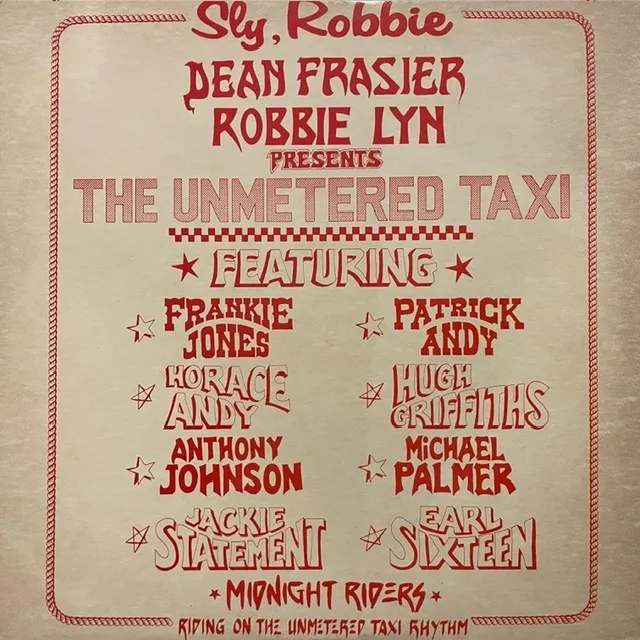 Sly, Robbie
DEAN FRASIER
ROBBIE LYN
PRESENTS
THE UNMETERED TAXI
FEATURING
FRANKIE JONES
PATRICK ANDY
HORACE ANDY
HUGH GRIFFITHS
ANTHONY JOHNSON
MICHAEL PALMER
JACKIE STATEMENT
EARL SIXTEEN
MIDNIGHT RIDERS
RIDING ON THE UNMETERED TAXI RHYTHM